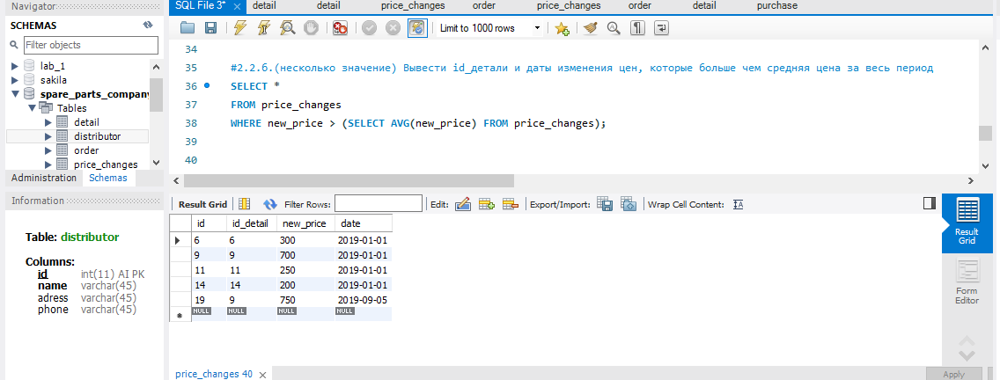 Navigator
SCHEMAS
Filter objects
lab_1
sakila
spare_parts_company
Tables
detail
distributor
order
price_changes
Administration Schemas
Information
Table: distributor
Columns:
id int(11) AI PK
name varchar(45)
adress varchar(45)
phone varchar(45)
SQL File 3* detail detail price_changes order price_changes order detail purchase
Limit to 1000 rows
34
35 #2.2.б.(несколько значение) Вывести id_детали и даты изменения цен, которые больше чем средняя цена за весь период
36 SELECT *
37 FROM price_changes
38 WHERE new_price > (SELECT AVG(new_price) FROM price_changes);
39
40
Result Grid Filter Rows: Edit: Export/Import: Wrap Cell Content: IA
id id_detail new_price date
6 6 300 2019-01-01
9 9 700 2019-01-01
11 11 250 2019-01-01
14 14 200 2019-01-01
19 9 750 2019-09-05
NULL NULL NULL NULL
Result
Grid
Form
Editor
price_changes 40
Apply